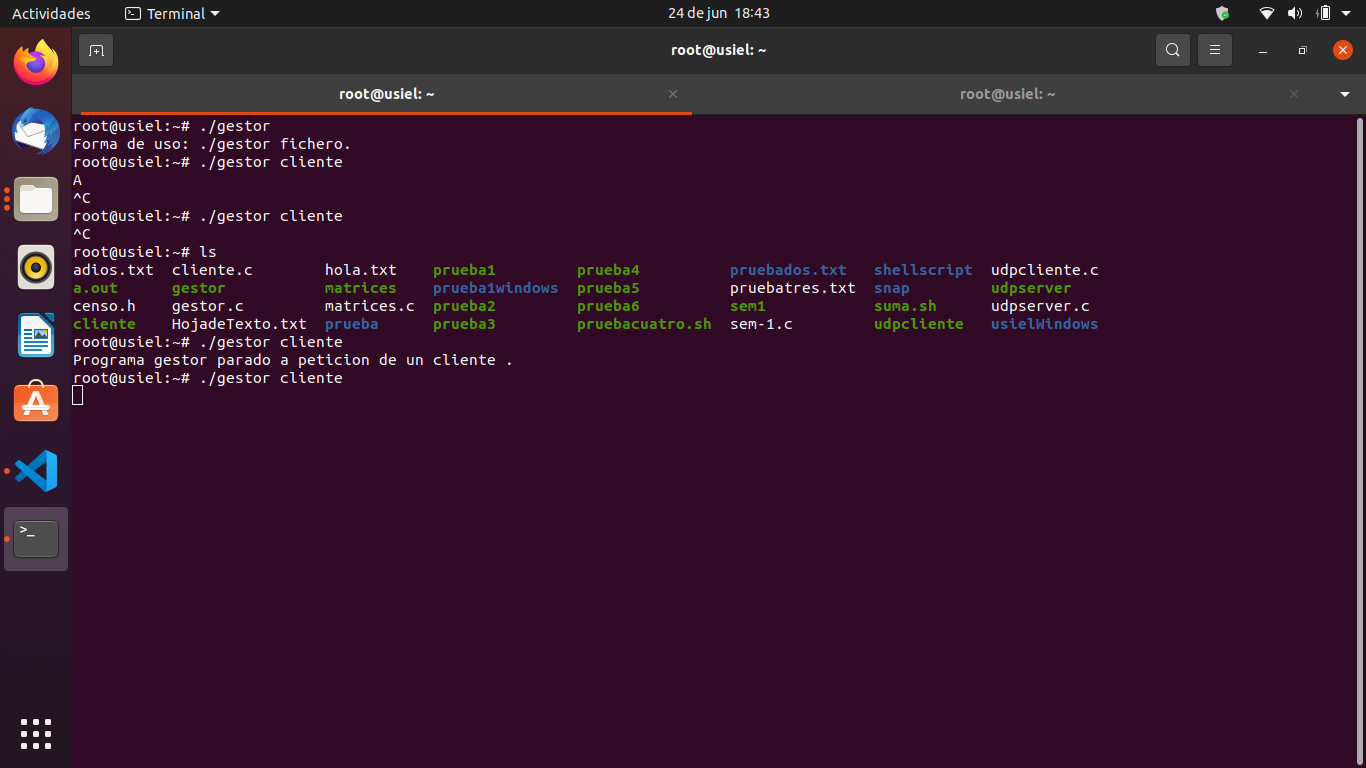 Actividades Terminal 24 de jun 18:43
root@usiel: ~
root@usiel: ~ root@usiel: ~
root@usiel:~# ./gestor
Forma de uso: ./gestor fichero.
root@usiel:~# ./gestor cliente
A
^C
root@usiel:~# ./gestor cliente
^C
root@usiel:~# ls
adios.txt cliente.c hola.txt prueba1 prueba4 pruebados.txt shellscript udpcliente.c
a.out gestor matrices prueba1windows prueba5 pruebatres.txt snap udpserver
censo.h gestor.c matrices.c prueba2 prueba6 sem1 suma.sh udpserver.c
cliente HojadeTexto.txt prueba prueba3 pruebacuatro.sh sem-1.c udpcliente usielWindows
root@usiel:~# ./gestor cliente
Programa gestor parado a peticion de un cliente .
root@usiel:~# ./gestor cliente